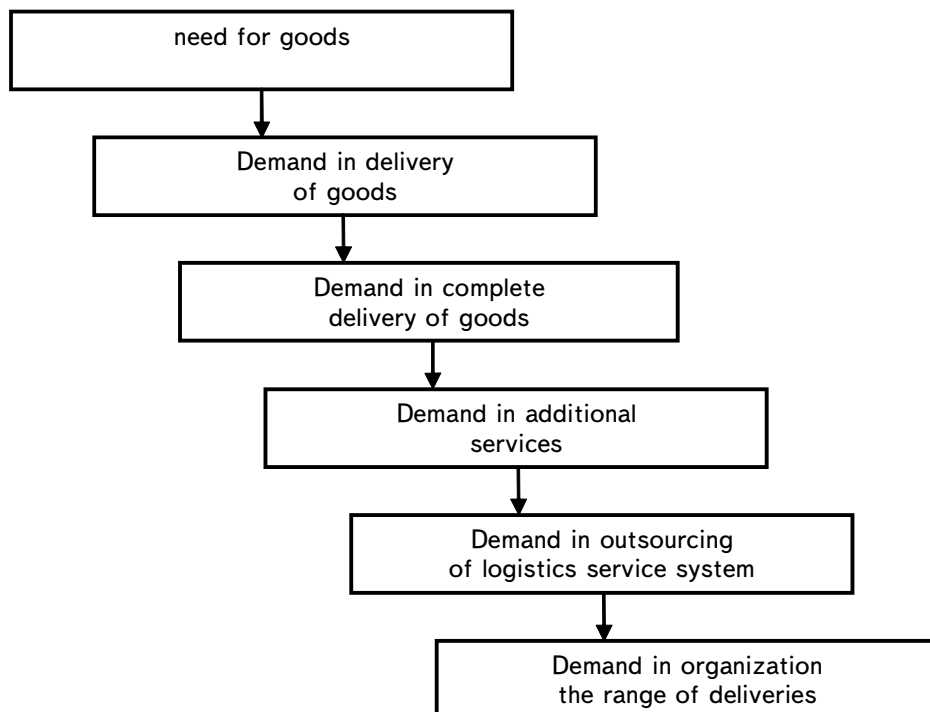 need for goods
Demand in delivery
of goods
Demand in complete
delivery of goods
Demand in additional
services
Demand in outsourcing
of logistics service system
Demand in organization
the range of deliveries